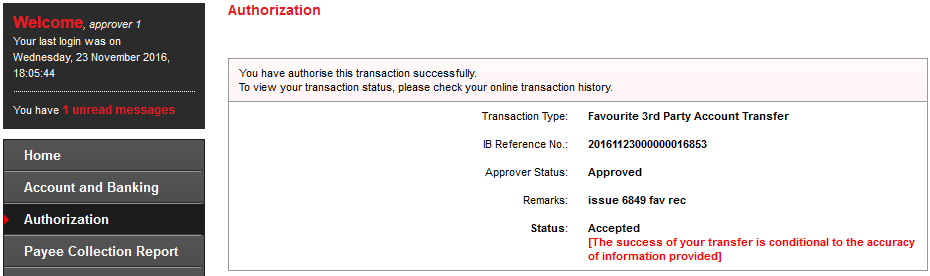 Welcome, approver 1
Your last login was on
Wednesday, 23 November 2016,
18:05:44
You have 1 unread messages
Home
Account and Banking
Authorization
Payee Collection Report
Authorization
You have authorise this transaction successfully.
To view your transaction status, please check your online transaction history.
Transaction Type: Favourite 3rd Party Account Transfer
IB Reference No.: 20161123000000016853
Approver Status: Approved
Remarks: issue 6849 fav rec
Status: Accepted
[The success of your transfer is conditional to the accuracy
of information provided]